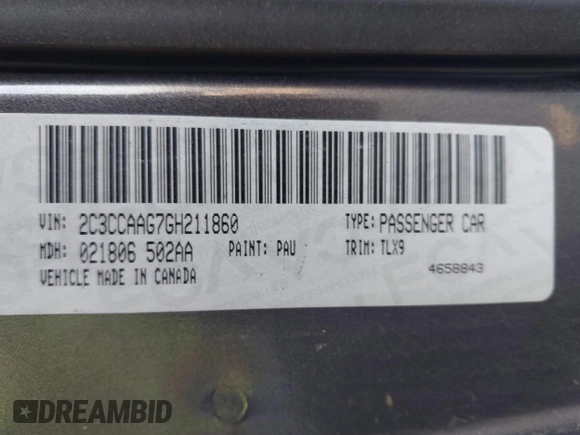 VIN: 2C3CCAAG7GH211860 TYPE: PASSENGER CAR
MDH: 021806 502AA PAINT: PAU TRIM: TLX9
VEHICLE MADE IN CANADA 4658843
DREAMBID